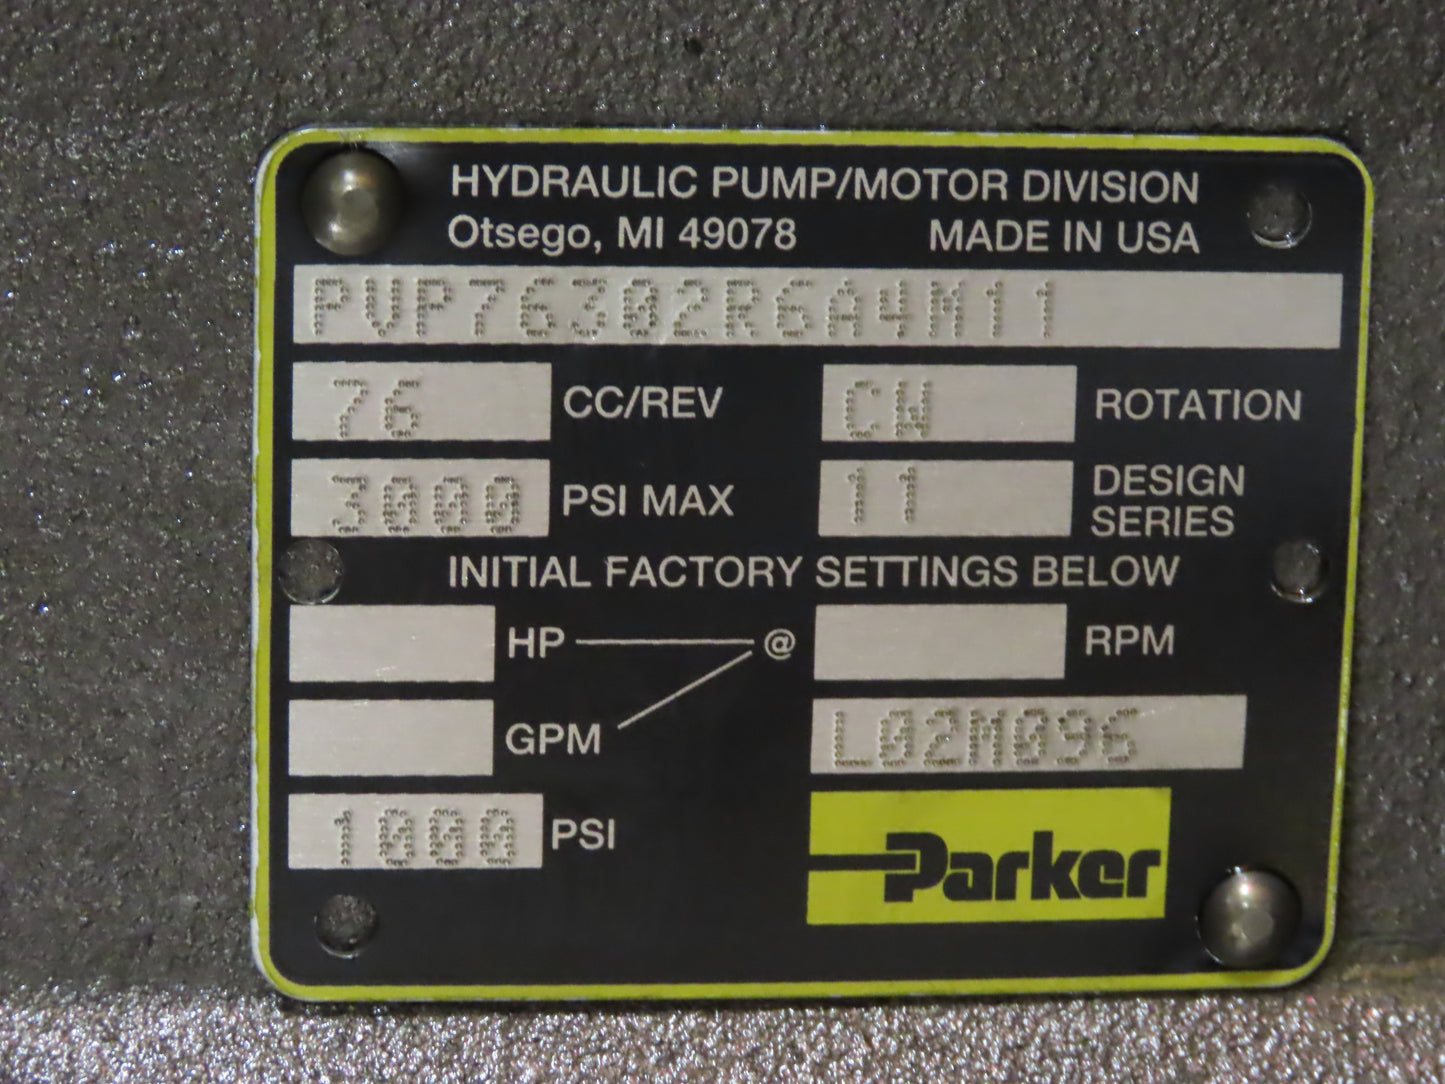 HYDRAULIC PUMP/MOTOR DIVISION
Otsego, MI 49078 MADE IN USA
PVP76302R6A4M11
76 CC/REV CW ROTATION
3000 PSI MAX 11 DESIGN SERIES
INITIAL FACTORY SETTINGS BELOW
HP @ RPM
GPM L02M096
1000 PSI
Parker